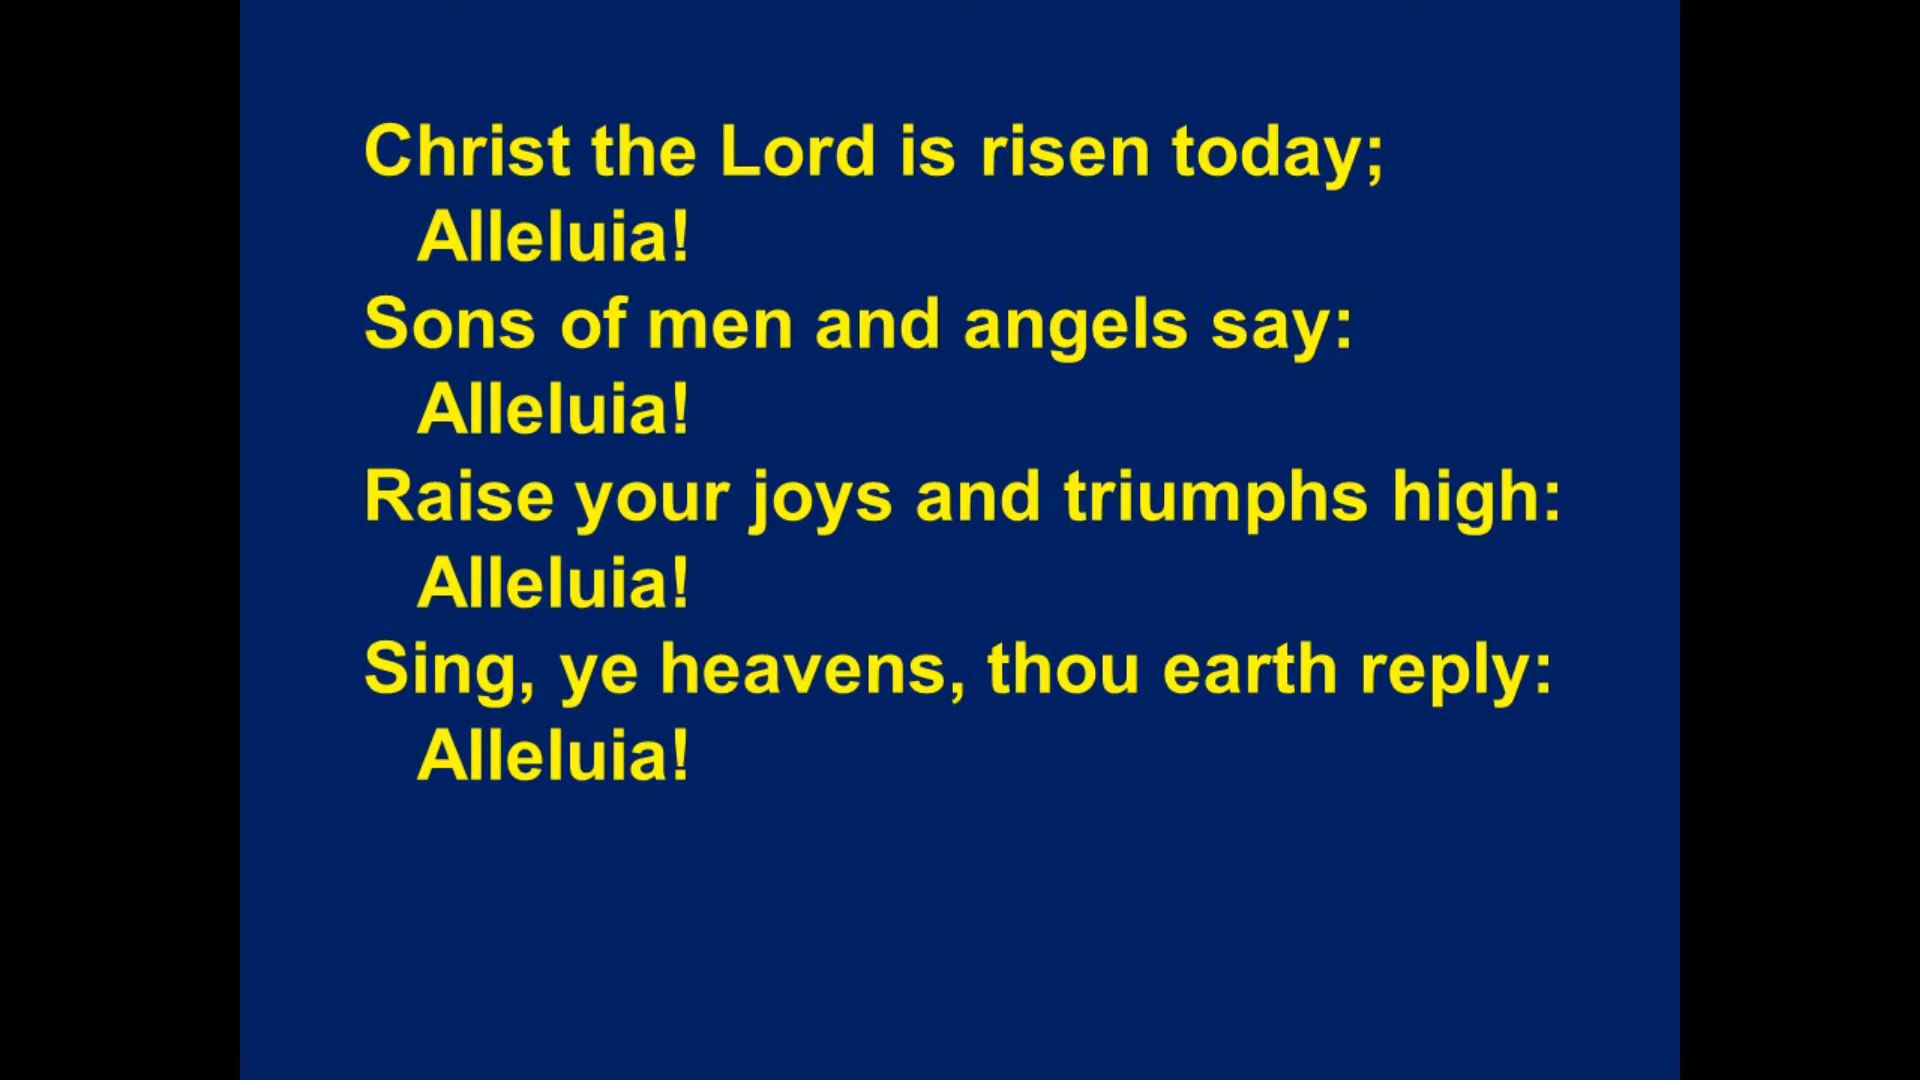 Christ the Lord is risen today;
Alleluia!
Sons of men and angels say:
Alleluia!
Raise your joys and triumphs high:
Alleluia!
Sing, ye heavens, thou earth reply:
Alleluia!